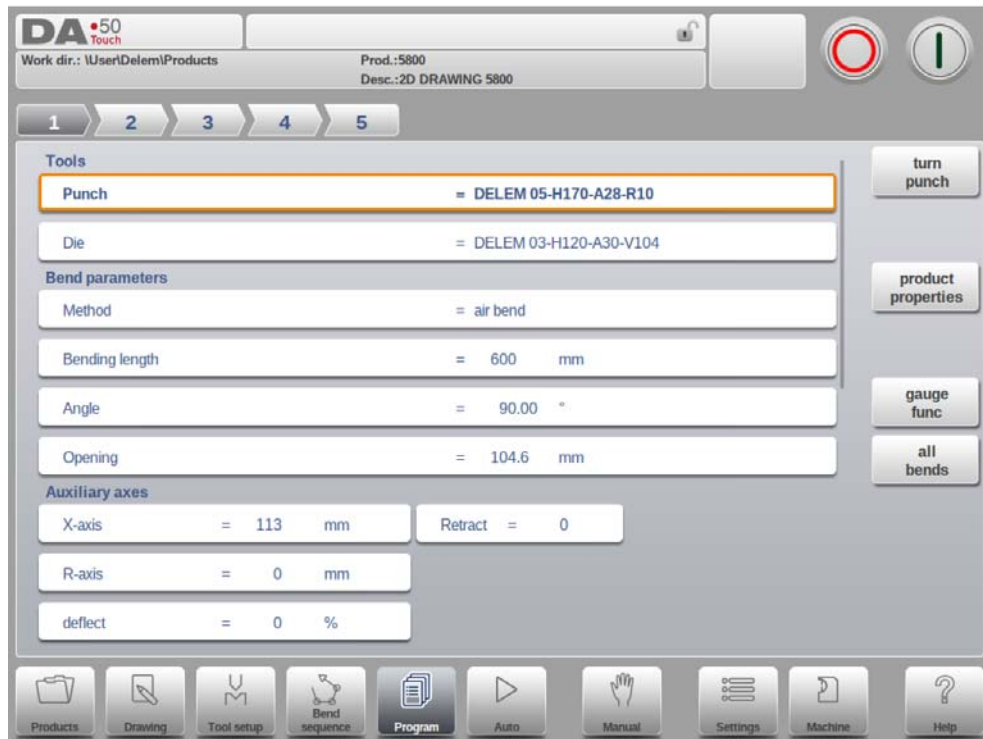 DA•50
Touch
Work dir.: \User\Delem\Products
Prod.:5800
Desc.:2D DRAWING 5800
1 2 3 4 5
Tools
Punch = DELEM 05-H170-A28-R10
Die = DELEM 03-H120-A30-V104
Bend parameters
Method = air bend
Bending length = 600 mm
Angle = 90.00 °
Opening = 104.6 mm
Auxiliary axes
X-axis = 113 mm Retract = 0
R-axis = 0 mm
deflect = 0 %
turn
punch
product
properties
gauge
func
all
bends
Products
Drawing
Tool setup
Bend
sequence
Program
Auto
Manual
Settings
Machine
Help